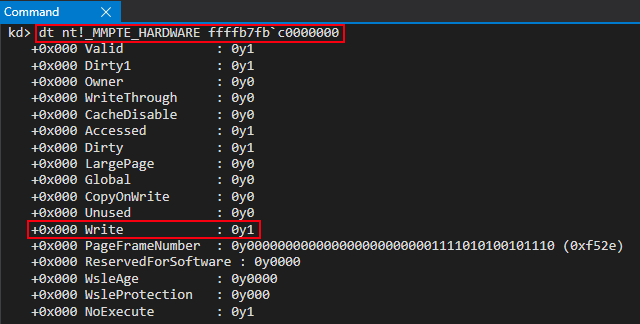 Command
kd> dt nt!_MMPTE_HARDWARE ffffb7fb`c0000000
+0x000 Valid : 0y1
+0x000 Dirty1 : 0y1
+0x000 Owner : 0y0
+0x000 WriteThrough : 0y0
+0x000 CacheDisable : 0y0
+0x000 Accessed : 0y1
+0x000 Dirty : 0y1
+0x000 LargePage : 0y0
+0x000 Global : 0y0
+0x000 CopyOnWrite : 0y0
+0x000 Unused : 0y0
+0x000 Write : 0y1
+0x000 PageFrameNumber : 0y0000000000000000000000001111010100101110 (0xf52e)
+0x000 ReservedForSoftware : 0y0000
+0x000 WsleAge : 0y0000
+0x000 WsleProtection : 0y000
+0x000 NoExecute : 0y1